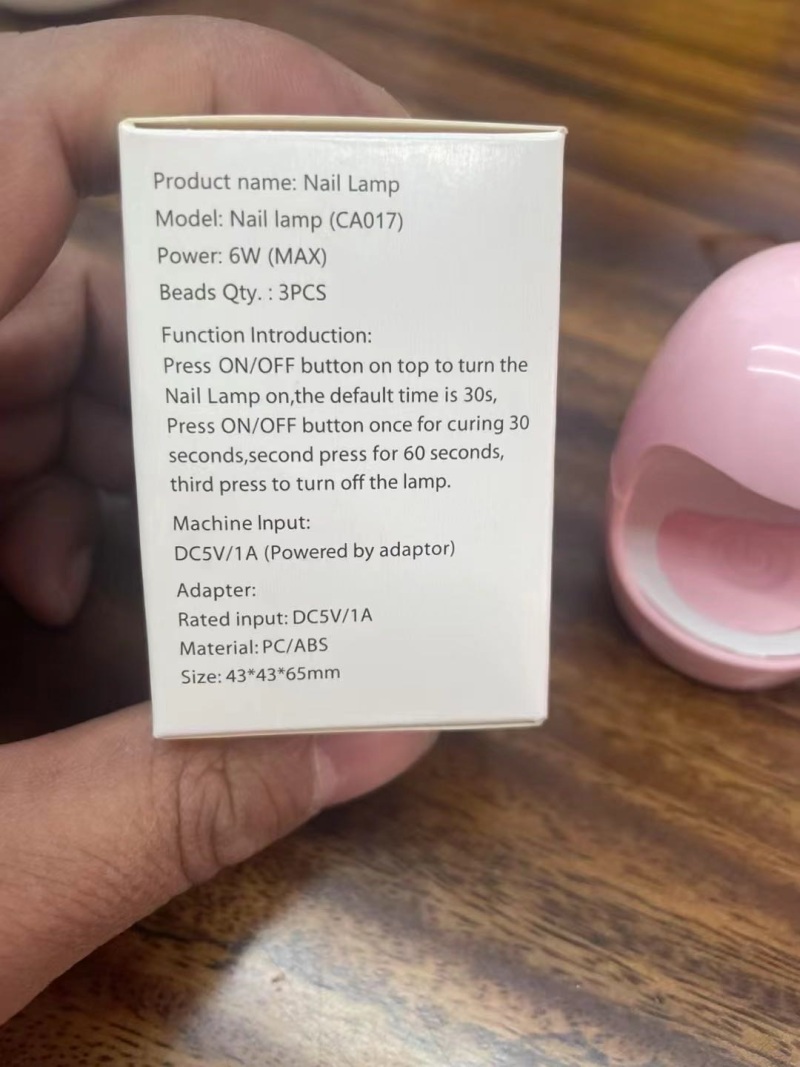 Product name: Nail Lamp
Model: Nail lamp (CA017)
Power: 6W (MAX)
Beads Qty. : 3PCS
Function Introduction:
Press ON/OFF button on top to turn the
Nail Lamp on,the default time is 30s,
Press ON/OFF button once for curing 30
seconds,second press for 60 seconds,
third press to turn off the lamp.
Machine Input:
DC5V/1A (Powered by adaptor)
Adapter:
Rated input: DC5V/1A
Material: PC/ABS
Size: 43*43*65mm